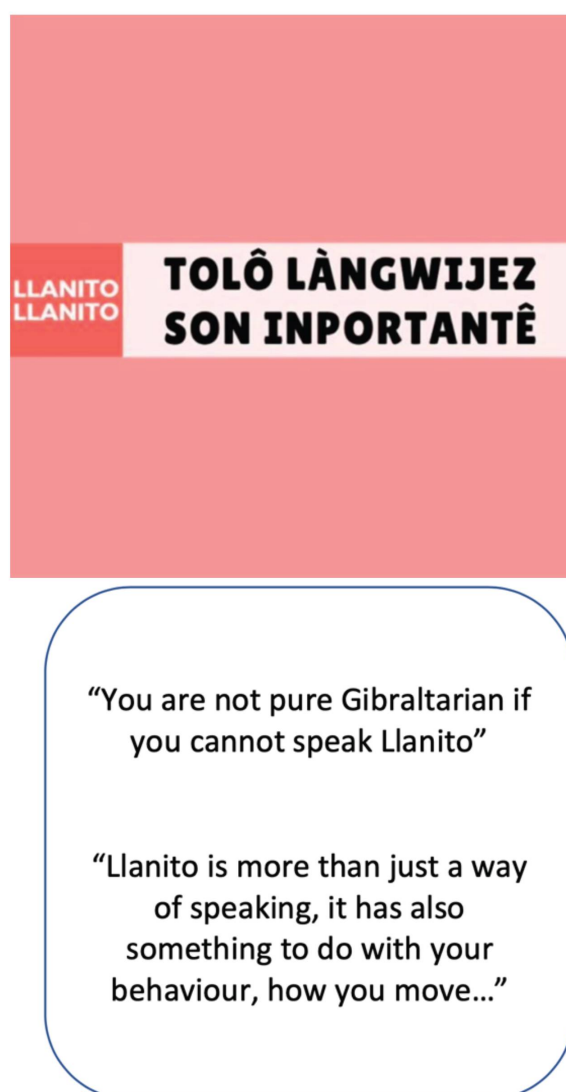 LLANITO
LLANITO
TOLÔ LÀNGWIJEZ
SON INPORTANTÊ
“You are not pure Gibraltarian if
you cannot speak Llanito”
“Llanito is more than just a way
of speaking, it has also
something to do with your
behaviour, how you move…”